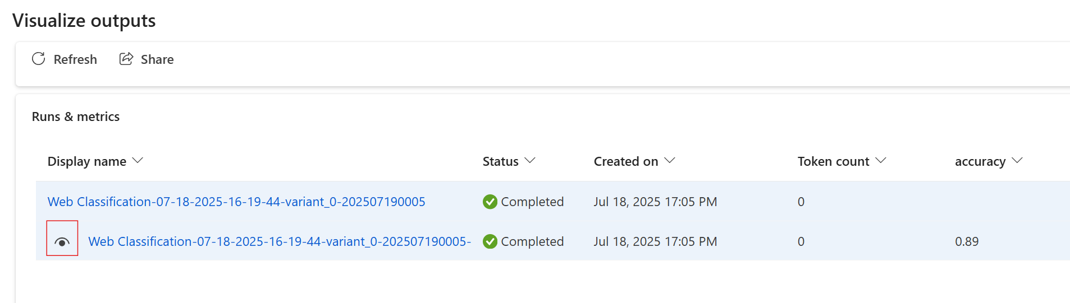 Visualize outputs
Refresh Share
Runs & metrics
Display name Status Created on Token count accuracy
Web Classification-07-18-2025-16-19-44-variant_0-202507190005 Completed Jul 18, 2025 17:05 PM 0
Web Classification-07-18-2025-16-19-44-variant_0-202507190005- Completed Jul 18, 2025 17:05 PM 0 0.89